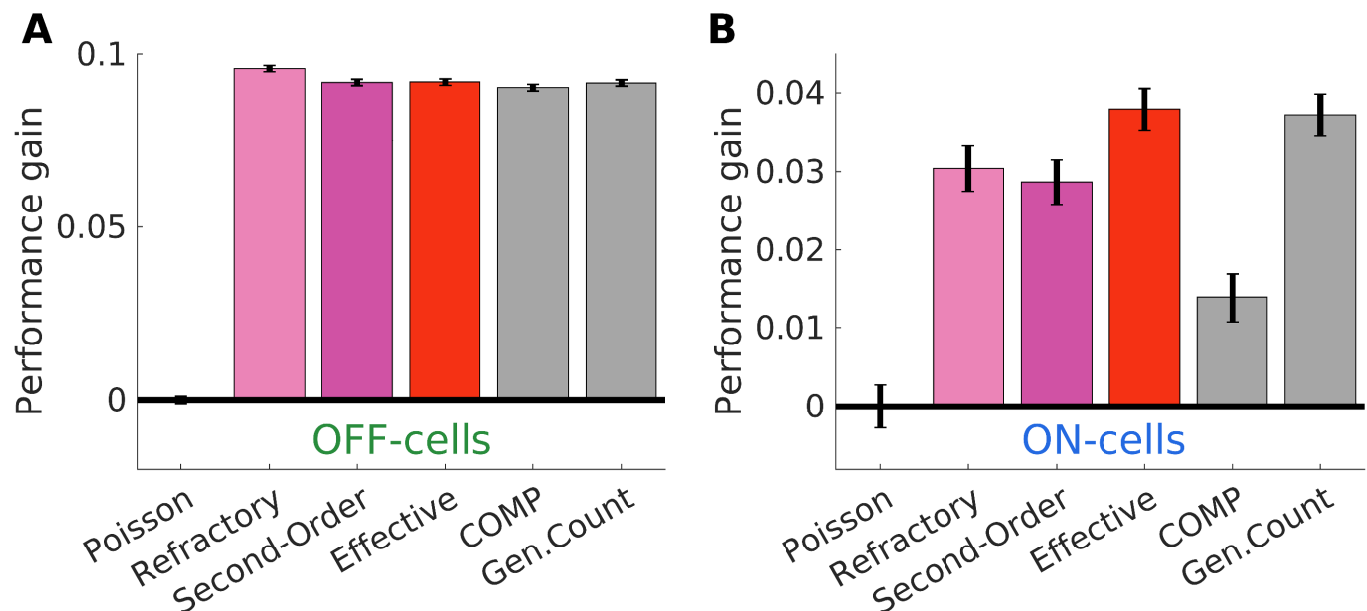 A
Performance gain
0.1
0.05
0
OFF-cells
Poisson
Refractory
Second-Order
Effective
COMP
Gen.Count
B
Performance gain
0.04
0.03
0.02
0.01
0
ON-cells
Poisson
Refractory
Second-Order
Effective
COMP
Gen.Count